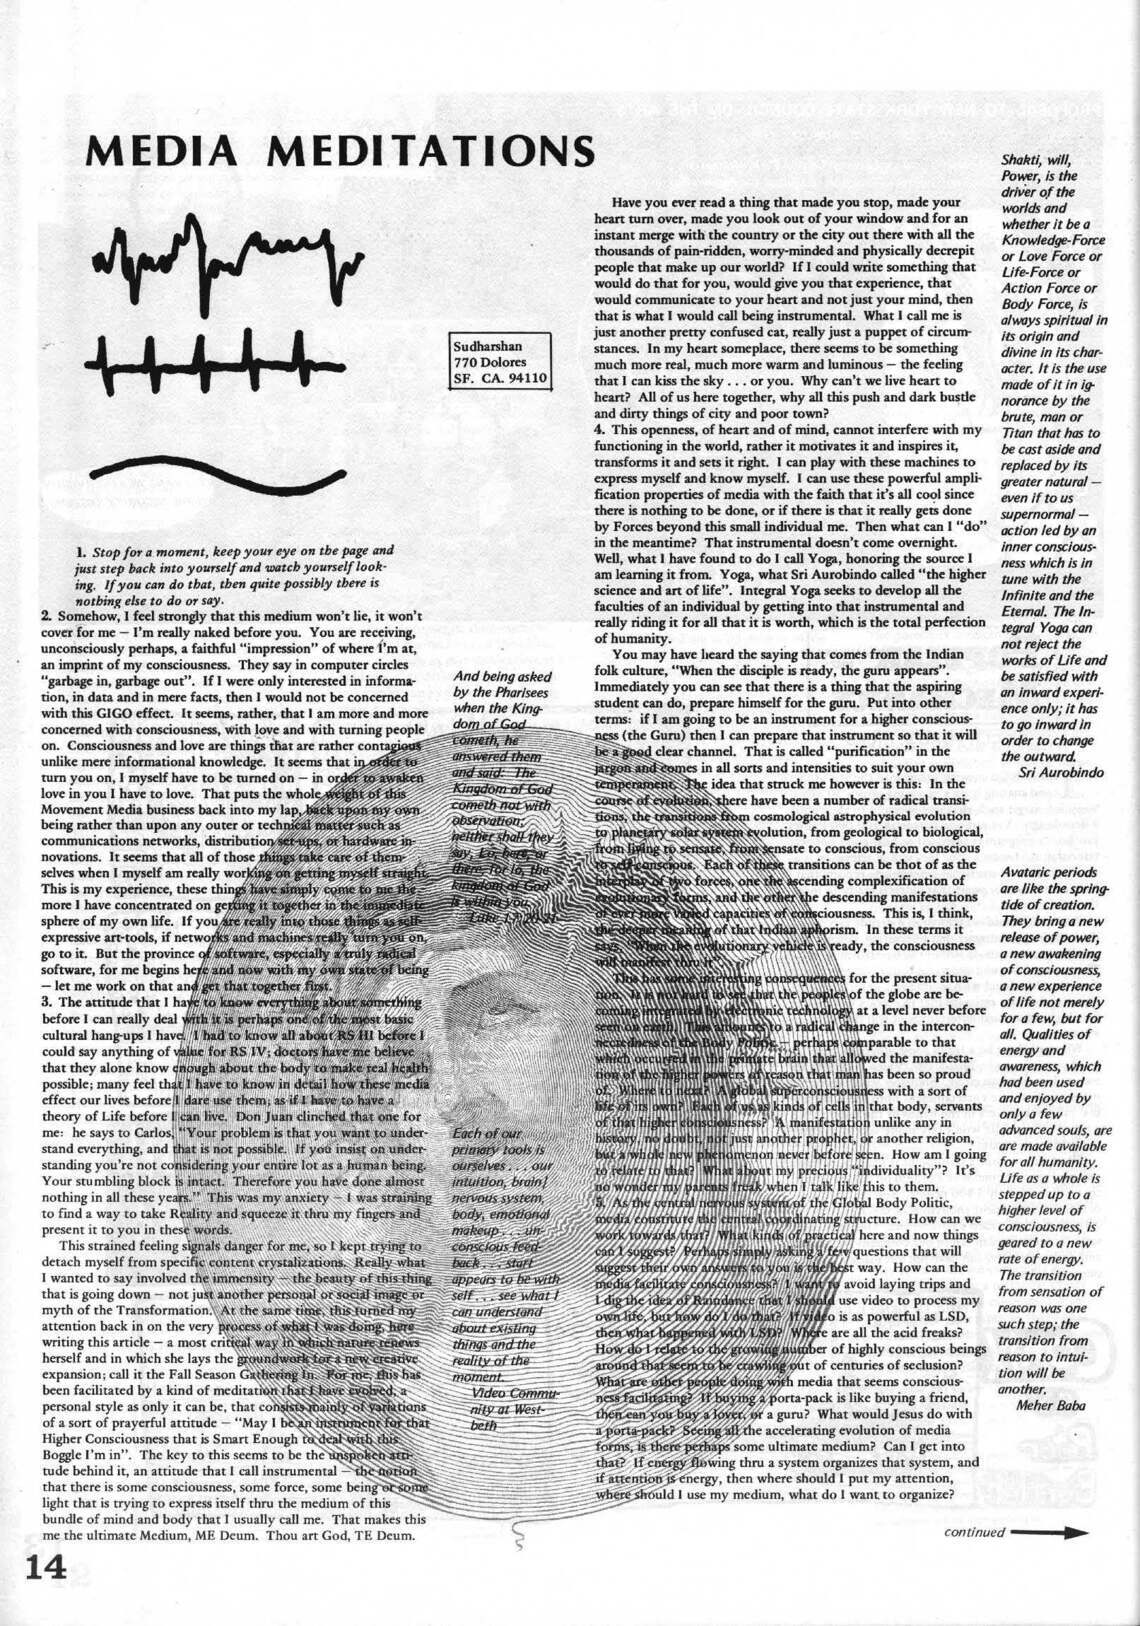 MEDIA MEDITATIONS
Sudharshan
770 Dolores
SF. CA. 94110
1. Stop for a moment, keep your eye on the page and
just step back into yourself and watch yourself look-
ing. If you can do that, then quite possibly there is
nothing else to do or say.
2. Somehow, I feel strongly that this medium won't lie, it won't
cover for me — I'm really naked before you. You are receiving,
unconsciously perhaps, a faithful "impression" of where I'm at,
an imprint of my consciousness. They say in computer circles
"garbage in, garbage out". If I were only interested in informa-
tion, in data and in mere facts, then I would not be concerned
with this GIGO effect. It seems, rather, that I am more and more
concerned with consciousness, with love and with turning people
on. Consciousness and love are things that are rather contagious
unlike mere informational knowledge. It seems that in order to
turn you on, I myself have to be turned on — in order to awaken
love in you I have to love. That puts the whole weight of this
Movement Media business back into my lap, back upon my own
being rather than upon any outer or technical matter such as
communications networks, distribution set-ups, or hardware in-
novations. It seems that all of those things take care of them-
selves when I myself am really working on getting myself straight.
This is my experience, these things have simply come to me the
more I have concentrated on getting it together in the immediate
sphere of my own life. If you are really into those things as self-
expressive art-tools, if networks and machines really turn you on,
go to it. But the province of software, especially a truly radical
software, for me begins here and now with my own state of being
— let me work on that and get that together first.
3. The attitude that I have to know everything about something
before I can really deal with it is perhaps one of the most basic
cultural hang-ups I have. I had to know all about RS III before I
could say anything of value for RS IV; doctors have me believe
that they alone know enough about the body to make real health
possible; many feel that I have to know in detail how these media
effect our lives before I dare use them; as if I have to have a
theory of Life before I can live. Don Juan clinched that one for
me: he says to Carlos, "Your problem is that you want to under-
stand everything, and that is not possible. If you insist on under-
standing you're not considering your entire lot as a human being.
Your stumbling block is intact. Therefore you have done almost
nothing in all these years." This was my anxiety — I was straining
to find a way to take Reality and squeeze it thru my fingers and
present it to you in these words.
This strained feeling signals danger for me, so I kept trying to
detach myself from specific content crystalizations. Really what
I wanted to say involved the immensity — the beauty of this thing
that is going down — not just another personal or social image or
myth of the Transformation. At the same time, this turned my
attention back in on the very process of what I was doing, here
writing this article — a most critical way in which nature renews
herself and in which she lays the groundwork for a new creative
expansion; call it the Fall Season Gathering In. For me, this has
been facilitated by a kind of meditation that I have evolved, a
personal style as only it can be, that consists mainly of variations
of a sort of prayerful attitude — "May I be an instrument for that
Higher Consciousness that is Smart Enough to deal with this
Boggle I'm in". The key to this seems to be the unspoken atti-
tude behind it, an attitude that I call instrumental — the notion
that there is some consciousness, some force, some being or some
light that is trying to express itself thru the medium of this
bundle of mind and body that I usually call me. That makes this
me the ultimate Medium, ME Deum. Thou art God, TE Deum.
And being asked
by the Pharisees
when the King-
dom of God
cometh, he
answered them
and said: The
Kingdom of God
cometh not with
observation;
neither shall they
say, Lo, here, or
there, for lo, the
kingdom of God
is within you.
Luke 17: 20-21
Each of our
primary tools is
ourselves . . . our
intuition, brain/
nervous system,
body, emotional
makeup . . . un-
conscious feed-
back . . . start
appears to be with
self . . . see what I
can understand
about existing
things and the
reality of the
moment.
Video Commu-
nity at West-
beth
Have you ever read a thing that made you stop, made your
heart turn over, made you look out of your window and for an
instant merge with the country or the city out there with all the
thousands of pain-ridden, worry-minded and physically decrepit
people that make up our world? If I could write something that
would do that for you, would give you that experience, that
would communicate to your heart and not just your mind, then
that is what I would call being instrumental. What I call me is
just another pretty confused cat, really just a puppet of circum-
stances. In my heart someplace, there seems to be something
much more real, much more warm and luminous — the feeling
that I can kiss the sky . . . or you. Why can't we live heart to
heart? All of us here together, why all this push and dark bustle
and dirty things of city and poor town?
4. This openness, of heart and of mind, cannot interfere with my
functioning in the world, rather it motivates it and inspires it,
transforms it and sets it right. I can play with these machines to
express myself and know myself. I can use these powerful ampli-
fication properties of media with the faith that it's all cool since
there is nothing to be done, or if there is that it really gets done
by Forces beyond this small individual me. Then what can I "do"
in the meantime? That instrumental doesn't come overnight.
Well, what I have found to do I call Yoga, honoring the source I
am learning it from. Yoga, what Sri Aurobindo called "the higher
science and art of life". Integral Yoga seeks to develop all the
faculties of an individual by getting into that instrumental and
really riding it for all that it is worth, which is the total perfection
of humanity.
You may have heard the saying that comes from the Indian
folk culture, "When the disciple is ready, the guru appears".
Immediately you can see that there is a thing that the aspiring
student can do, prepare himself for the guru. Put into other
terms: if I am going to be an instrument for a higher conscious-
ness (the Guru) then I can prepare that instrument so that it will
be a good clear channel. That is called "purification" in the
jargon and comes in all sorts and intensities to suit your own
temperament. The idea that struck me however is this: In the
course of evolution, there have been a number of radical transi-
tions, the transitions from cosmological astrophysical evolution
to planetary solar system evolution, from geological to biological,
from living to sensate, from sensate to conscious, from conscious
to self-conscious. Each of these transitions can be thot of as the
interplay of two forces, one the ascending complexification of
evolutionary forms, and the other the descending manifestations
of ever more varied capacities of consciousness. This is, I think,
the deeper meaning of that Indian aphorism. In these terms it
says, "When the evolutionary vehicle is ready, the consciousness
will manifest thru it".
This has some interesting consequences for the present situa-
tion. It is not hard to see that the peoples of the globe are be-
coming integrated by electronic technology at a level never before
seen on earth. This amounts to a radical change in the intercon-
nectedness of the Body Politic — perhaps comparable to that
which occurred in the primate brain that allowed the manifesta-
tion of the higher powers of reason that man has been so proud
of. Where to next? A global superconsciousness with a sort of
life of its own? Each of us as kinds of cells in that body, servants
of that higher consciousness? A manifestation unlike any in
history, no doubt, not just another prophet, or another religion,
but a whole new phenomenon never before seen. How am I going
to relate to that? What about my precious "individuality"? It's
no wonder my parents freak when I talk like this to them.
5. As the central nervous system of the Global Body Politic,
media constitute the central coordinating structure. How can we
work towards that? What kinds of practical here and now things
can I suggest? Perhaps simply asking a few questions that will
suggest their own answers to you is the best way. How can the
media facilitate consciousness? I want to avoid laying trips and
I dig the idea of Raindance that I should use video to process my
own life, but how do I do that? If video is as powerful as LSD,
then what happened with LSD? Where are all the acid freaks?
How do I relate to the growing number of highly conscious beings
around that seem to be crawling out of centuries of seclusion?
What are other people doing with media that seems conscious-
ness facilitating? If buying a porta-pack is like buying a friend,
then can you buy a lover, or a guru? What would Jesus do with
a porta-pack? Seeing all the accelerating evolution of media
forms, is there perhaps some ultimate medium? Can I get into
that? If energy flowing thru a system organizes that system, and
if attention is energy, then where should I put my attention,
where should I use my medium, what do I want to organize?
Shakti, will,
Power, is the
driver of the
worlds and
whether it be a
Knowledge-Force
or Love Force or
Life-Force or
Action Force or
Body Force, is
always spiritual in
its origin and
divine in its char-
acter. It is the use
made of it in ig-
norance by the
brute, man or
Titan that has to
be cast aside and
replaced by its
greater natural —
even if to us
supernormal —
action led by an
inner conscious-
ness which is in
tune with the
Infinite and the
Eternal. The In-
tegral Yoga can
not reject the
works of Life and
be satisfied with
an inward experi-
ence only; it has
to go inward in
order to change
the outward.
Sri Aurobindo
Avataric periods
are like the spring-
tide of creation.
They bring a new
release of power,
a new awakening
of consciousness,
a new experience
of life not merely
for a few, but for
all. Qualities of
energy and
awareness, which
had been used
and enjoyed by
only a few
advanced souls, are
are made available
for all humanity.
Life as a whole is
stepped up to a
higher level of
consciousness, is
geared to a new
rate of energy.
The transition
from sensation of
reason was one
such step; the
transition from
reason to intui-
tion will be
another.
Meher Baba
continued
14